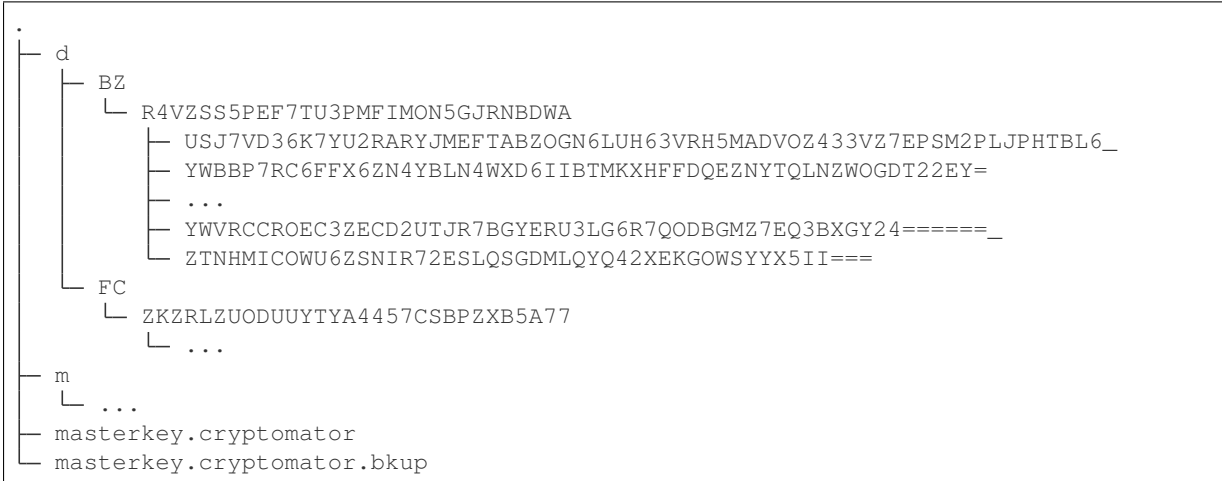 .
├─ d
│  ├─ BZ
│  │  └─ R4VZSS5PEF7TU3PMFIMON5GJRNBDWA
│  │     ├─ USJ7VD36K7YU2RARYJMEFTABZOGN6LUH63VRH5MADVOZ433VZ7EPSM2PLJPHTBL6_
│  │     ├─ YWBBP7RC6FFX6ZN4YBLN4WXD6IIBTMKXHFFDQEZNYTQLNZWOGDT22EY=
│  │     ├─ ...
│  │     ├─ YWVRCCROEC3ZECD2UTJR7BGYERU3LG6R7QODBGMZ7EQ3BXGY24======_
│  │     └─ ZTNHMICOWU6ZSNIR72ESLQSGDMLQYQ42XEKGOWSYYX5II===
│  └─ FC
│     └─ ZKZRLZUODUUYTYA4457CSBPZXB5A77
│        └─ ...
├─ m
│  └─ ...
├─ masterkey.cryptomator
└─ masterkey.cryptomator.bkup